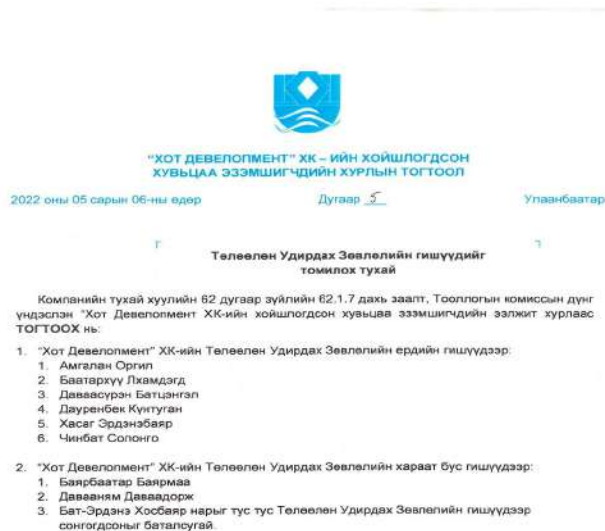 "ХОТ ДЕВЕЛОПМЕНТ" ХК – ИЙН ХОЙШЛОГДСОН
ХУВЬЦАА ЭЗЭМШИГЧДИЙН ХУРЛЫН ТОГТООЛ
2022 оны 05 сарын 06-ны өдөр Дугаар 5 Улаанбаатар
Төлөөлөн Удирдах Зөвлөлийн гишүүдийг
томилох тухай
Компанийн тухай хуулийн 62 дугаар зүйлийн 62.1.7 дахь заалт, Тооллогын комиссын дүнг
үндэслэн "Хот Девелопмент ХК-ийн хойшлогдсон хувьцаа эзэмшигчдийн ээлжит хурлаас
ТОГТООХ нь:
1. "Хот Девелопмент" ХК-ийн Төлөөлөн Удирдах Зөвлөлийн ердийн гишүүдээр:
1. Амгалан Оргил
2. Баатархүү Лхамдэгд
3. Даваасүрэн Батцэнгэл
4. Дауренбек Күнтуган
5. Хасаг Эрдэнэбаяр
6. Чинбат Солонго
2. "Хот Девелопмент" ХК-ийн Төлөөлөн Удирдах Зөвлөлийн хараат бус гишүүдээр:
1. Баярбаатар Баярмаа
2. Давааням Даваадорж
3. Бат-Эрдэнэ Хосбаяр нарыг тус тус Төлөөлөн Удирдах Зөвлөлийн гишүүдээр
сонгогдсоныг баталсугай.